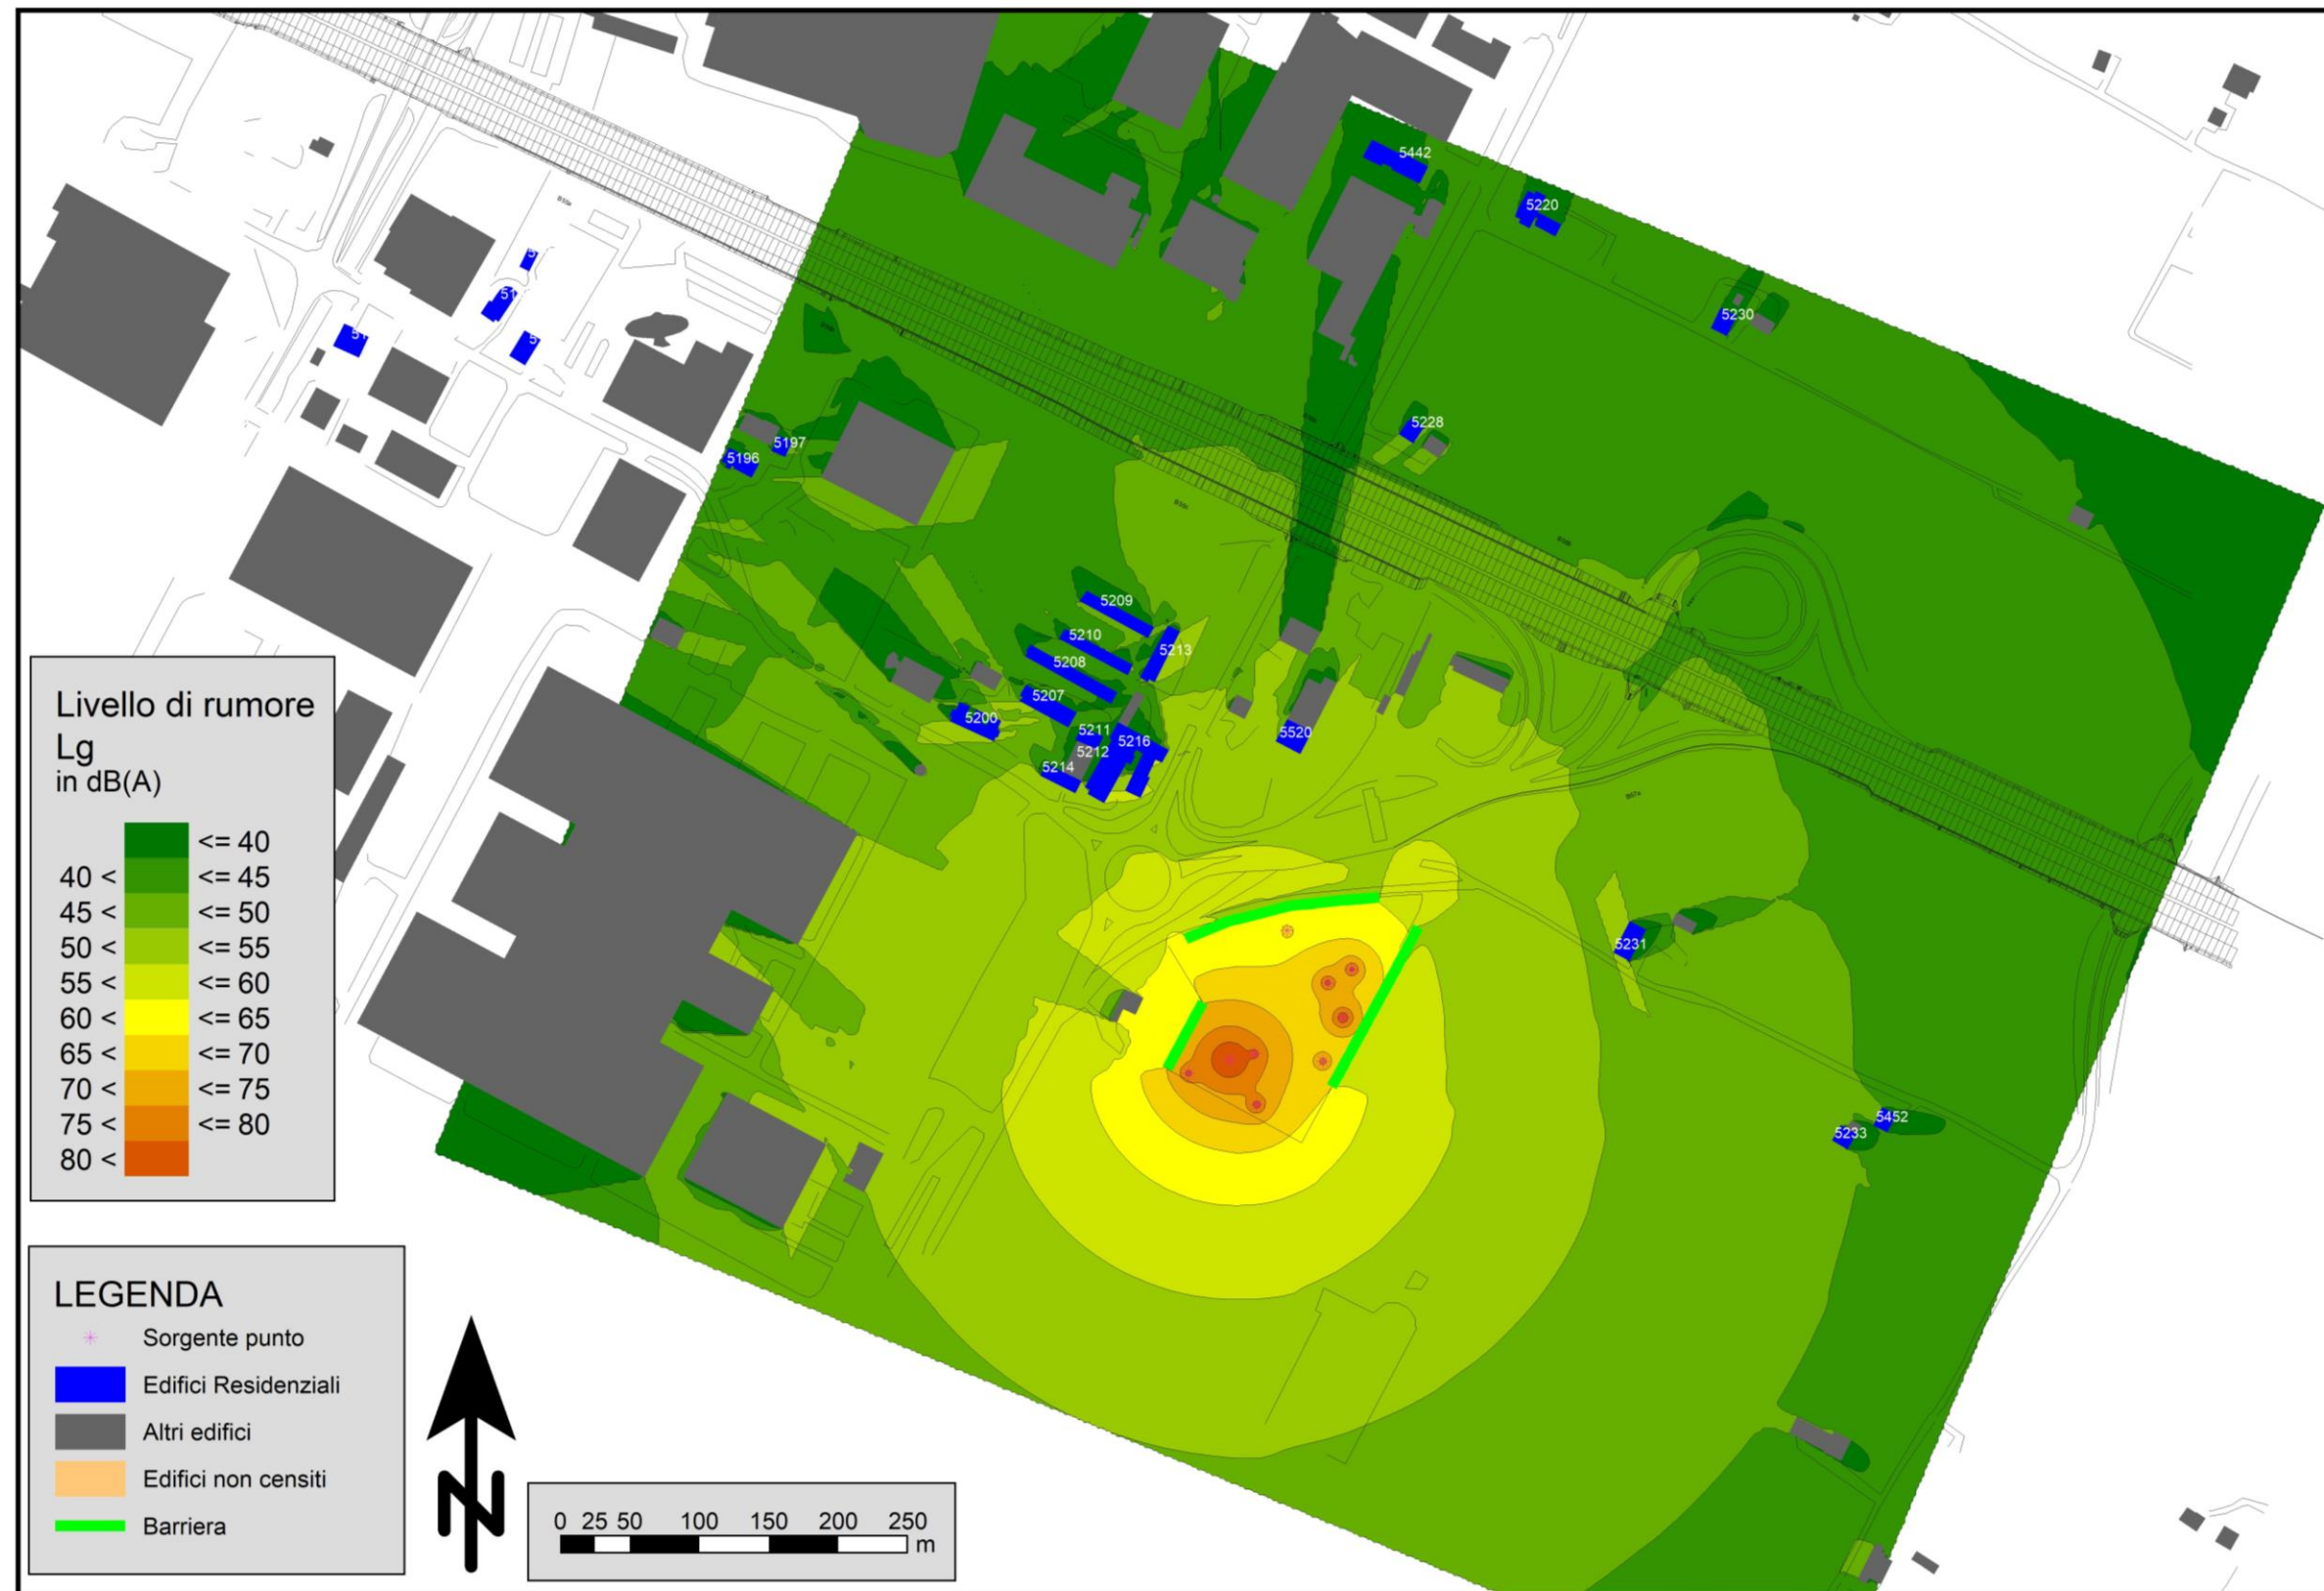 5442
5220
5230
5228
5197
5196
5209
5210
5213
5208
5207
5200
5211
5216
5212
5214
5520
5231
5452
5233
Livello di rumore
Lg
in dB(A)
<= 40
40 < <= 45
45 < <= 50
50 < <= 55
55 < <= 60
60 < <= 65
65 < <= 70
70 < <= 75
75 < <= 80
80 <
LEGENDA
Sorgente punto
Edifici Residenziali
Altri edifici
Edifici non censiti
Barriera
N
0 25 50 100 150 200 250
m